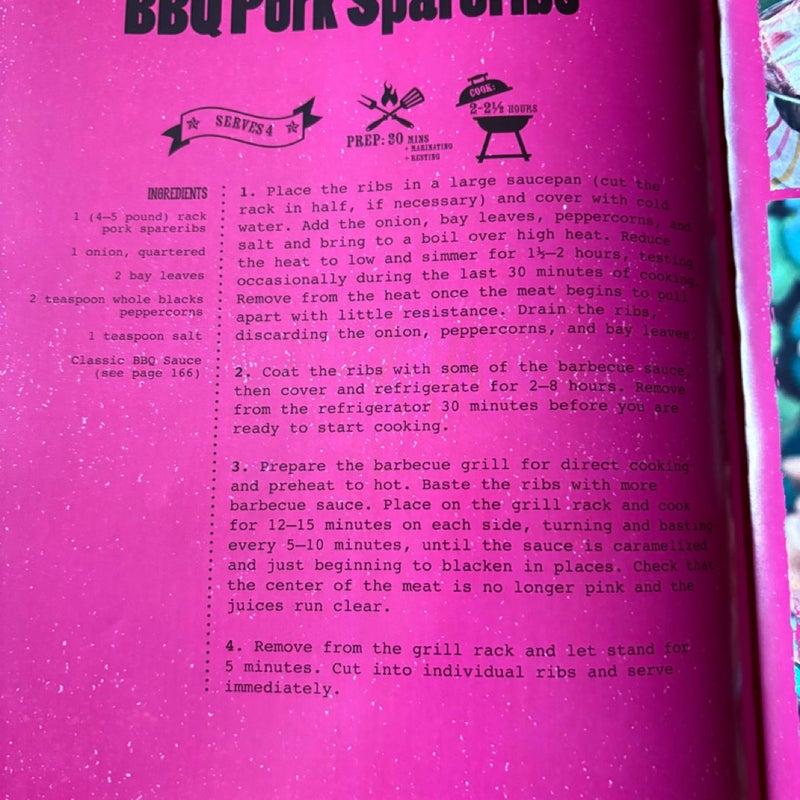 BBQ Pork Spareribs
SERVES 4
PREP: 30 MINS
+ MARINATING
+ RESTING
COOK:
2-2½ HOURS
INGREDIENTS
1 (4–5 pound) rack
pork spareribs
1 onion, quartered
2 bay leaves
2 teaspoon whole blacks
peppercorns
1 teaspoon salt
Classic BBQ Sauce
(see page 166)
1. Place the ribs in a large saucepan (cut the
rack in half, if necessary) and cover with cold
water. Add the onion, bay leaves, peppercorns, and
salt and bring to a boil over high heat. Reduce
the heat to low and simmer for 1½–2 hours, testing
occasionally during the last 30 minutes of cooking.
Remove from the heat once the meat begins to pull
apart with little resistance. Drain the ribs,
discarding the onion, peppercorns, and bay leaves.
2. Coat the ribs with some of the barbecue sauce,
then cover and refrigerate for 2–8 hours. Remove
from the refrigerator 30 minutes before you are
ready to start cooking.
3. Prepare the barbecue grill for direct cooking
and preheat to hot. Baste the ribs with more
barbecue sauce. Place on the grill rack and cook
for 12–15 minutes on each side, turning and basting
every 5–10 minutes, until the sauce is caramelized
and just beginning to blacken in places. Check that
the center of the meat is no longer pink and the
juices run clear.
4. Remove from the grill rack and let stand for
5 minutes. Cut into individual ribs and serve
immediately.